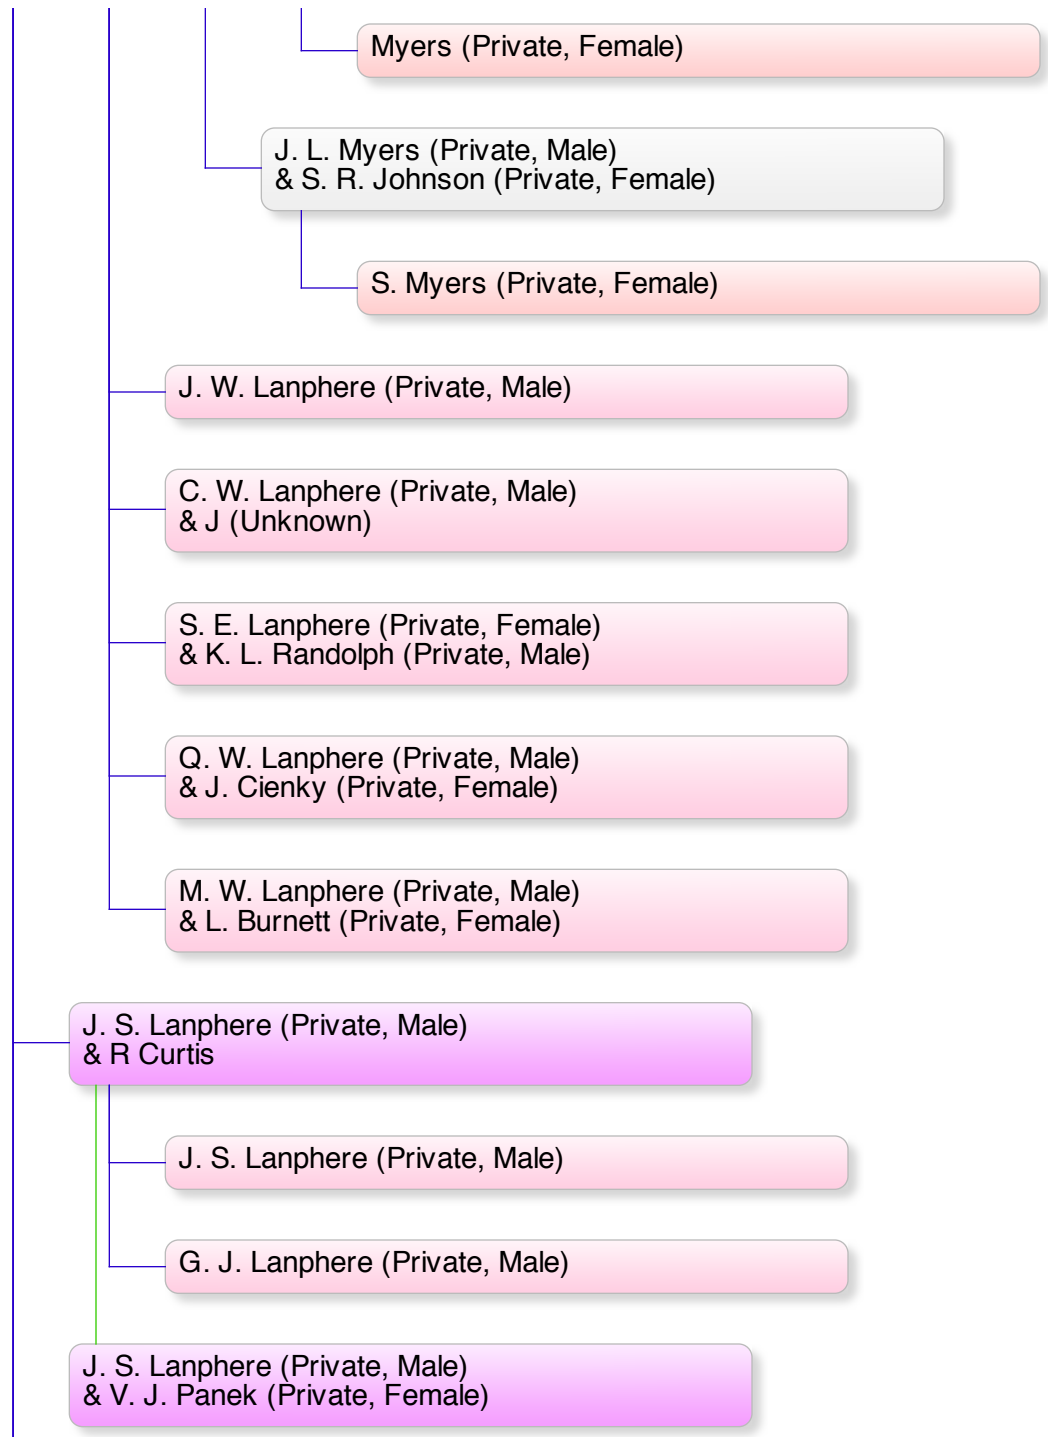 Myers (Private, Female)
J. L. Myers (Private, Male)
& S. R. Johnson (Private, Female)
S. Myers (Private, Female)
J. W. Lanphere (Private, Male)
C. W. Lanphere (Private, Male)
& J (Unknown)
S. E. Lanphere (Private, Female)
& K. L. Randolph (Private, Male)
Q. W. Lanphere (Private, Male)
& J. Cienky (Private, Female)
M. W. Lanphere (Private, Male)
& L. Burnett (Private, Female)
J. S. Lanphere (Private, Male)
& R Curtis
J. S. Lanphere (Private, Male)
G. J. Lanphere (Private, Male)
J. S. Lanphere (Private, Male)
& V. J. Panek (Private, Female)